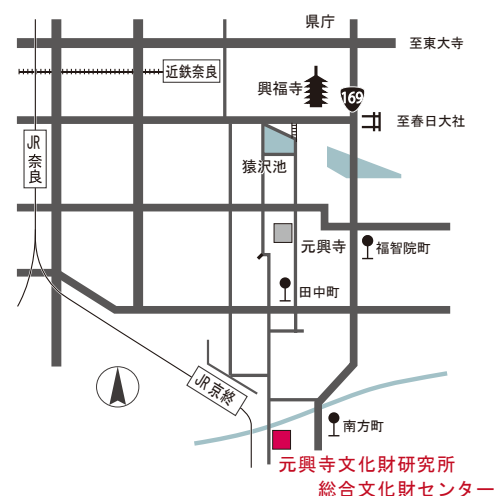 県庁
至東大寺
近鉄奈良
興福寺
169
至春日大社
JR奈良
猿沢池
元興寺
福智院町
田中町
JR京終
南方町
元興寺文化財研究所
総合文化財センター